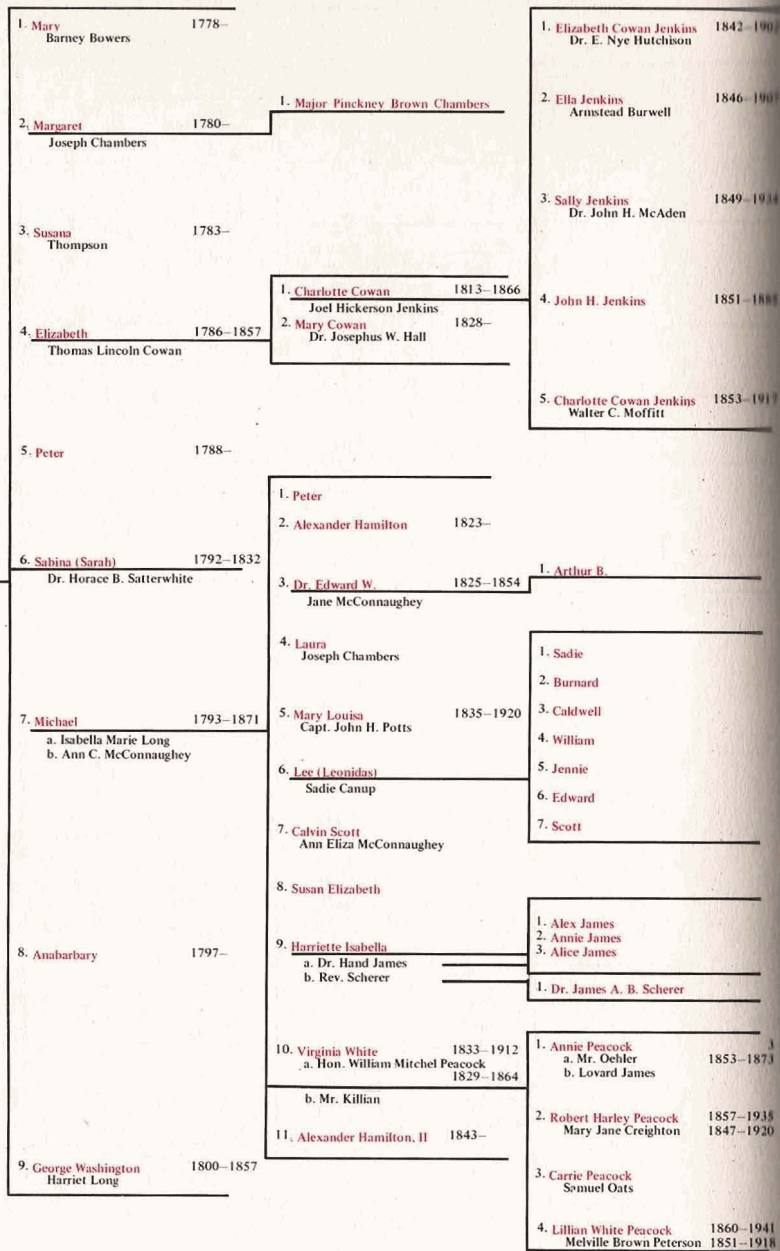 1. Mary 1778–
Barney Bowers
2. Margaret 1780–
Joseph Chambers
3. Susana 1783–
Thompson
4. Elizabeth 1786–1857
Thomas Lincoln Cowan
5. Peter 1788–
6. Sabina (Sarah) 1792–1832
Dr. Horace B. Satterwhite
7. Michael 1793–1871
a. Isabella Marie Long
b. Ann C. McConnaughey
8. Anabarbary 1797–
9. George Washington 1800–1857
Harriet Long
1. Major Pinckney Brown Chambers
1. Charlotte Cowan 1813–1866
Joel Hickerson Jenkins
2. Mary Cowan 1828–
Dr. Josephus W. Hall
1. Peter
2. Alexander Hamilton 1823–
3. Dr. Edward W. 1825–1854
Jane McConnaughey
4. Laura
Joseph Chambers
5. Mary Louisa 1835–1920
Capt. John H. Potts
6. Lee (Leonidas)
Sadie Canup
7. Calvin Scott
Ann Eliza McConnaughey
8. Susan Elizabeth
9. Harriette Isabella
a. Dr. Hand James
b. Rev. Scherer
10. Virginia White 1833–1912
a. Hon. William Mitchel Peacock
1829–1864
b. Mr. Killian
11. Alexander Hamilton, II 1843–
1. Elizabeth Cowan Jenkins 1842
Dr. E. Nye Hutchison
2. Ella Jenkins 1846
Armstead Burwell
3. Sally Jenkins 1849
Dr. John H. McAden
4. John H. Jenkins 1851
5. Charlotte Cowan Jenkins 1853–1917
Walter C. Moffitt
1. Arthur B.
1. Sadie
2. Burnard
3. Caldwell
4. William
5. Jennie
6. Edward
7. Scott
1. Alex James
2. Annie James
3. Alice James
1. Dr. James A. B. Scherer
1. Annie Peacock
a. Mr. Oehler 1853–1873
b. Lovard James
2. Robert Harley Peacock 1857–1935
Mary Jane Creighton 1847–1920
3. Carrie Peacock
Samuel Oats
4. Lillian White Peacock 1860–1941
Melville Brown Peterson 1851–1918